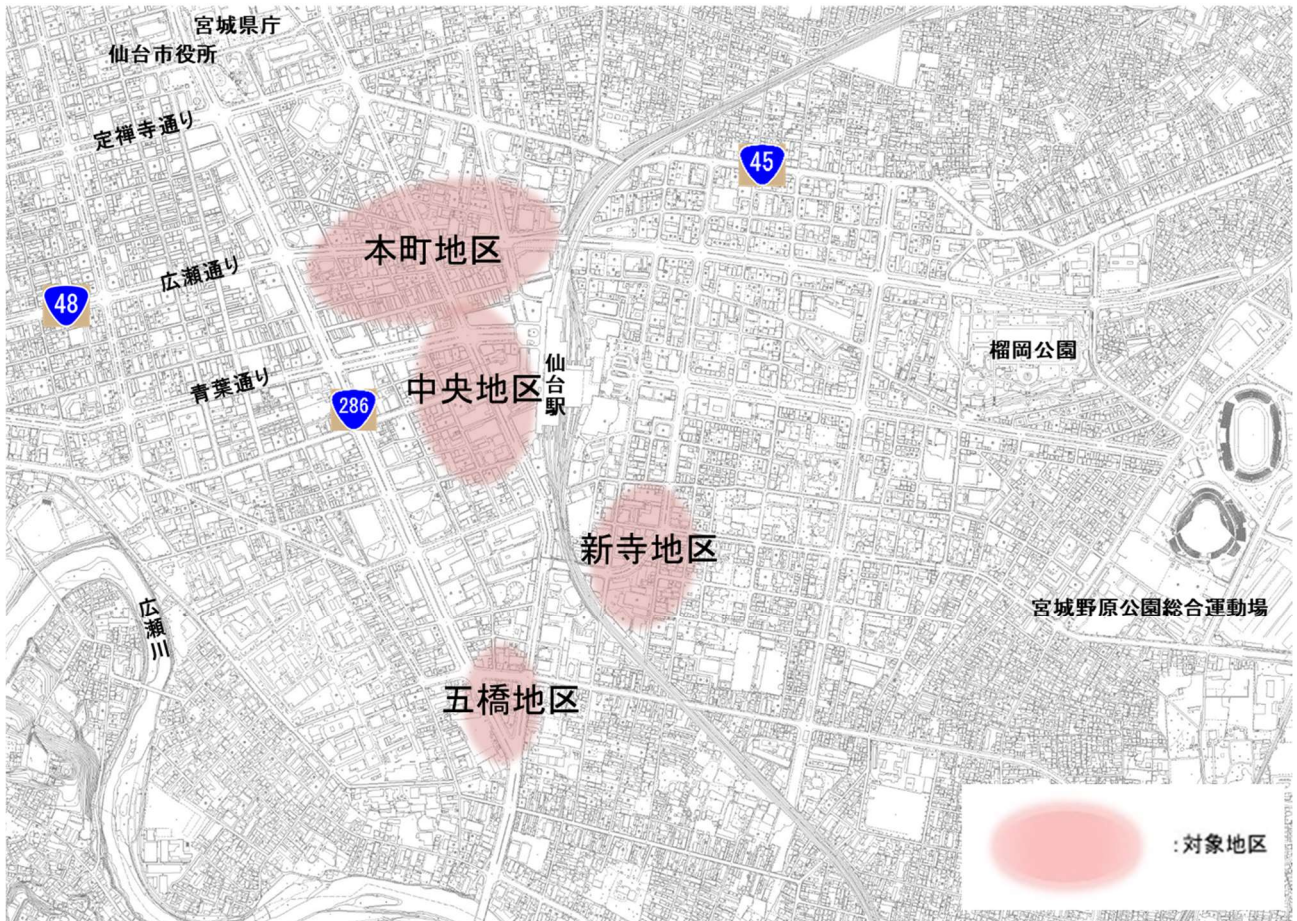 宮城県庁
仙台市役所
定禅寺通り
45
本町地区
広瀬通り
48
仙台駅
榴岡公園
中央地区
青葉通り
286
新寺地区
広瀬川
宮城野原公園総合運動場
五橋地区
:対象地区